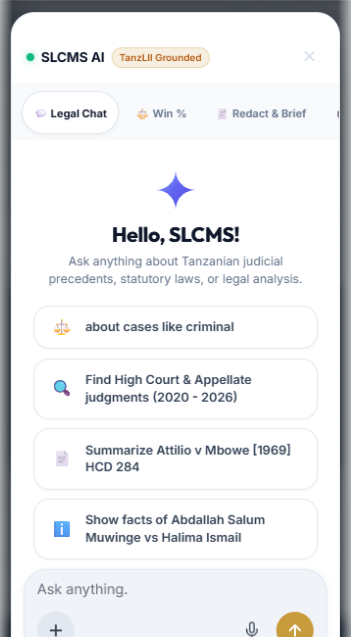 SLCMS AI TanzLII Grounded
Legal Chat Win % Redact & Brief
Hello, SLCMS!
Ask anything about Tanzanian judicial
precedents, statutory laws, or legal analysis.
about cases like criminal
Find High Court & Appellate
judgments (2020 - 2026)
Summarize Attilio v Mbowe [1969]
HCD 284
Show facts of Abdallah Salum
Muwinge vs Halima Ismail
Ask anything.